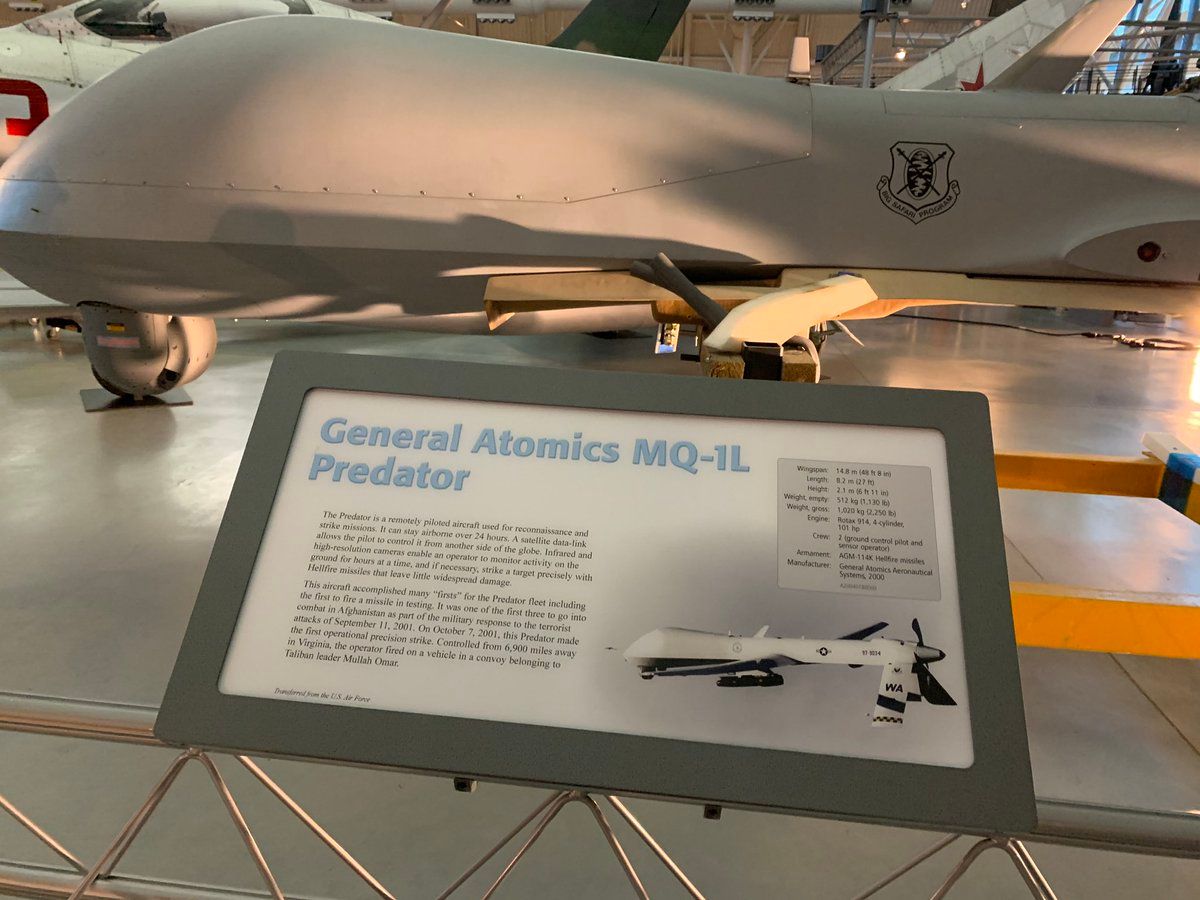 BIG SAFARI PROGRAM
General Atomics MQ-1L
Predator
The Predator is a remotely piloted aircraft used for reconnaissance and
strike missions. It can stay airborne over 24 hours. A satellite data-link
allows the pilot to control it from another side of the globe. Infrared and
high-resolution cameras enable an operator to monitor activity on the
ground for hours at a time, and if necessary, strike a target precisely with
Hellfire missiles that leave little widespread damage.
This aircraft accomplished many "firsts" for the Predator fleet including
the first to fire a missile in testing. It was one of the first three to go into
combat in Afghanistan as part of the military response to the terrorist
attacks of September 11, 2001. On October 7, 2001, this Predator made
the first operational precision strike. Controlled from 6,900 miles away
in Virginia, the operator fired on a vehicle in a convoy belonging to
Taliban leader Mullah Omar.
Transferred from the U.S. Air Force
Wingspan: 14.8 m (48 ft 8 in)
Length: 8.2 m (27 ft)
Height: 2.1 m (6 ft 11 in)
Weight, empty: 512 kg (1,130 lb)
Weight, gross: 1,020 kg (2,250 lb)
Engine: Rotax 914, 4-cylinder,
101 hp
Crew: 2 (ground control pilot and
sensor operator)
Armament: AGM-114K Hellfire missiles
Manufacturer: General Atomics Aeronautical
Systems, 2000
WA